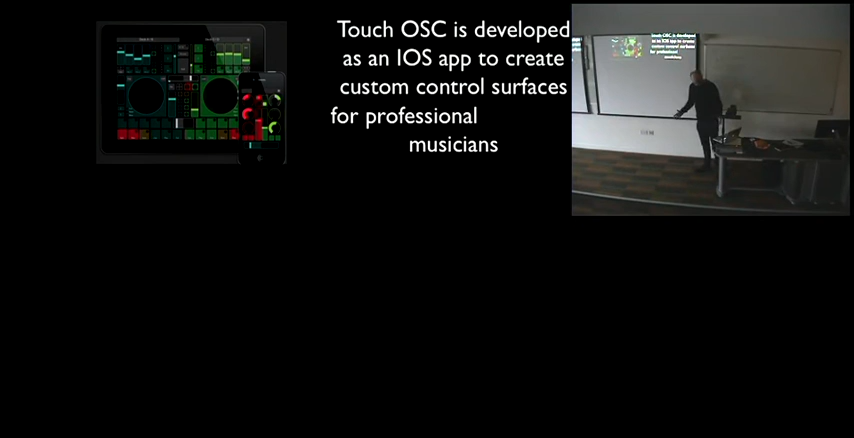 Touch OSC is developed
as an IOS app to create
custom control surfaces
for professional
musicians